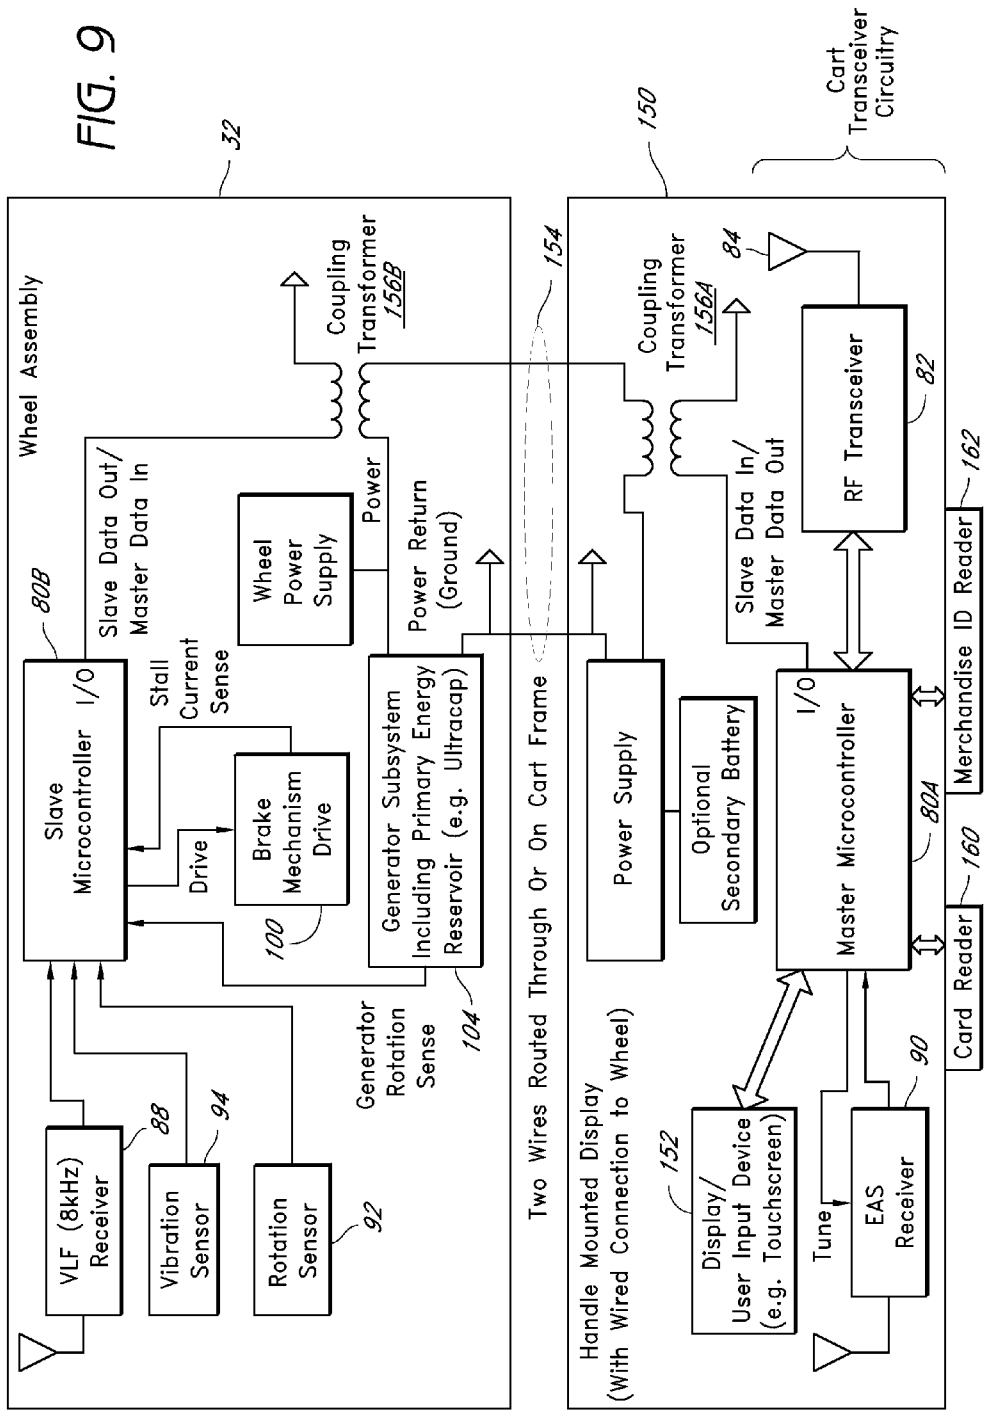 FIG. 9
32
Wheel Assembly
VLF (8kHz)
Receiver
88
Vibration
Sensor
94
Rotation
Sensor
92
Slave
Microcontroller
I/O
80B
Drive
Stall
Current
Sense
Brake
Mechanism
Drive
100
Generator
Rotation
Sense
Generator Subsystem
Including Primary Energy
Reservoir (e.g. Ultracap)
104
Slave Data Out/
Master Data In
Wheel
Power
Supply
Power
Power Return
(Ground)
Coupling
Transformer
156B
Two Wires Routed Through Or On Cart Frame
154
150
Handle Mounted Display
(With Wired Connection to Wheel)
Display/
User Input Device
(e.g. Touchscreen)
152
Tune
EAS
Receiver
90
Power Supply
Optional
Secondary Battery
Master Microcontroller
I/O
80A
Slave Data In/
Master Data Out
Coupling
Transformer
156A
84
RF Transceiver
82
Cart
Transceiver
Circuitry
Card Reader
160
Merchandise ID Reader
162